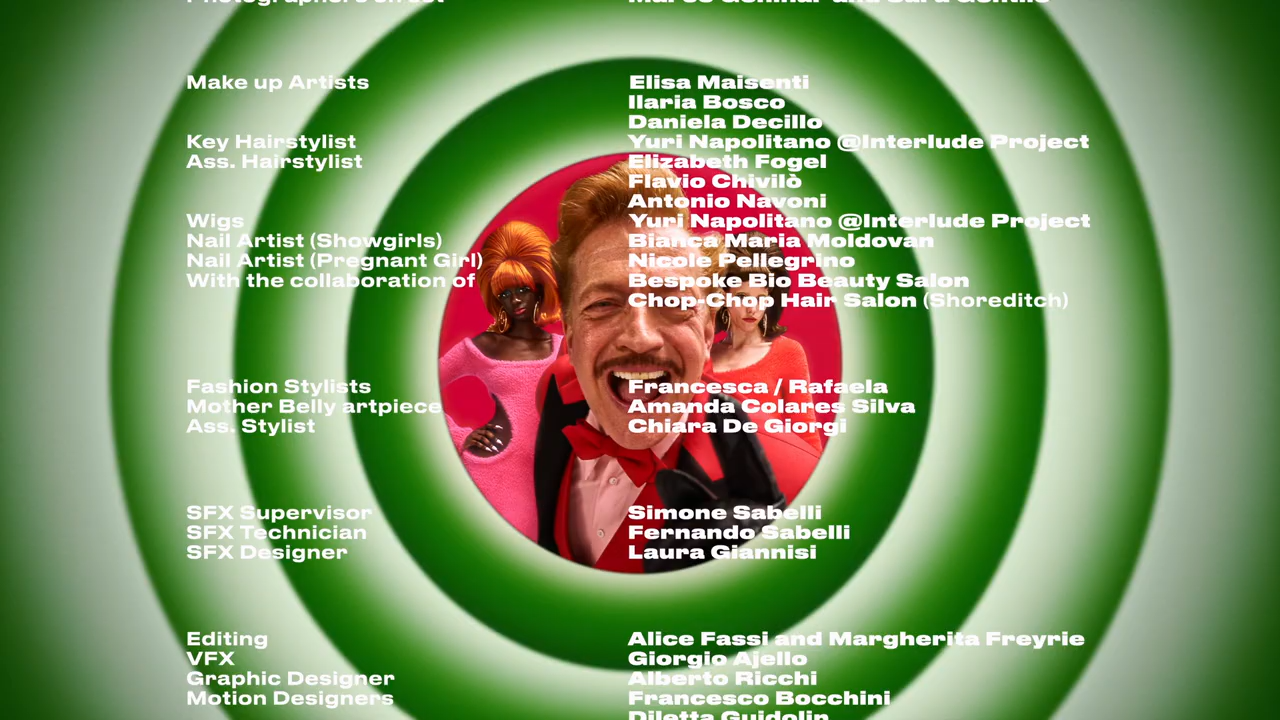 Make up Artists Elisa Maisenti
Ilaria Bosco
Daniela Decillo
Key Hairstylist Yuri Napolitano @Interlude Project
Ass. Hairstylist Elizabeth Fogel
Flavio Chivilò
Antonio Navoni
Wigs Yuri Napolitano @Interlude Project
Nail Artist (Showgirls) Bianca Maria Moldovan
Nail Artist (Pregnant Girl) Nicole Pellegrino
With the collaboration of Bespoke Bio Beauty Salon
Chop-Chop Hair Salon (Shoreditch)
Fashion Stylists Francesca / Rafaela
Mother Belly artpiece Amanda Colares Silva
Ass. Stylist Chiara De Giorgi
SFX Supervisor Simone Sabelli
SFX Technician Fernando Sabelli
SFX Designer Laura Giannisi
Editing Alice Fassi and Margherita Freyrie
VFX Giorgio Ajello
Graphic Designer Alberto Ricchi
Motion Designers Francesco Bocchini
Diletta Guidolin